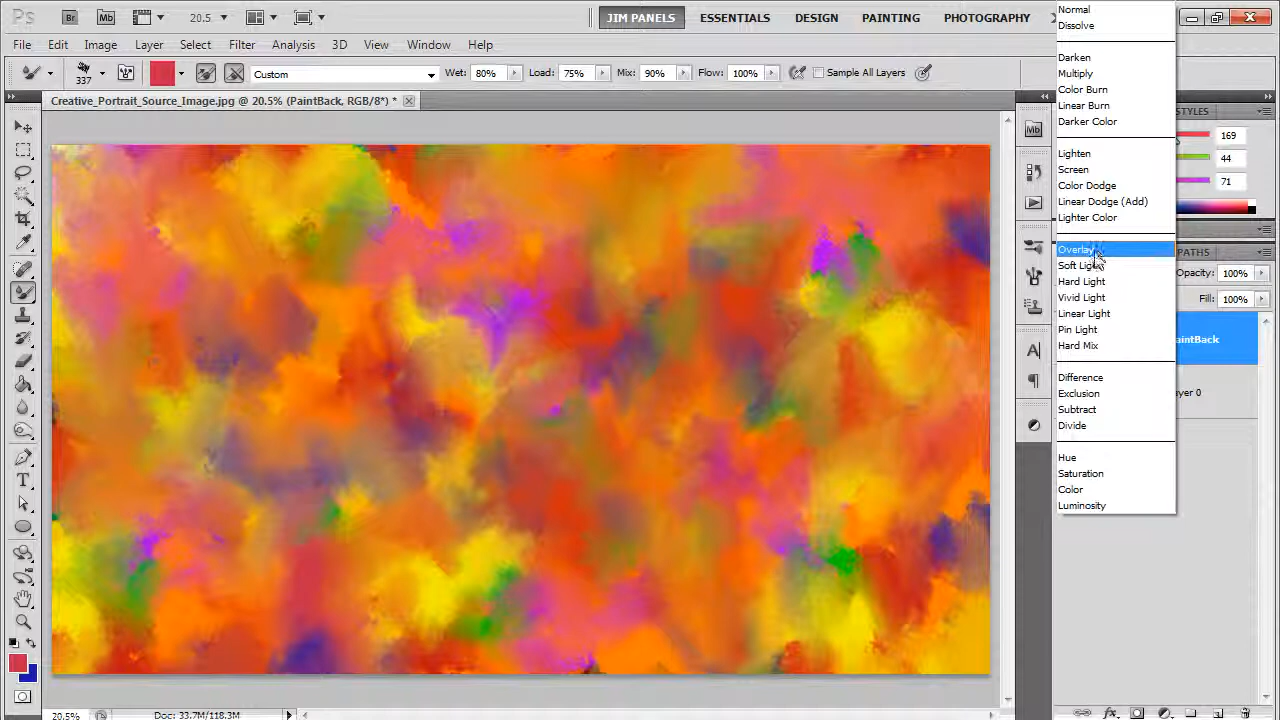 Ps Br Mb 20.5 JIM PANELS ESSENTIALS DESIGN PAINTING PHOTOGRAPHY
File Edit Image Layer Select Filter Analysis 3D View Window Help
337 Custom Wet: 80% Load: 75% Mix: 90% Flow: 100% Sample All Layers
Creative_Portrait_Source_Image.jpg @ 20.5% (PaintBack, RGB/8*) *
Normal
Dissolve
Darken
Multiply
Color Burn
Linear Burn
Darker Color
Lighten
Screen
Color Dodge
Linear Dodge (Add)
Lighter Color
Overlay
Soft Light
Hard Light
Vivid Light
Linear Light
Pin Light
Hard Mix
Difference
Exclusion
Subtract
Divide
Hue
Saturation
Color
Luminosity
STYLES
169
44
71
PATHS
Opacity: 100%
Fill: 100%
aintBack
yer 0
Mb
A
T
fx
20.5% Doc: 33.7M/118.3M